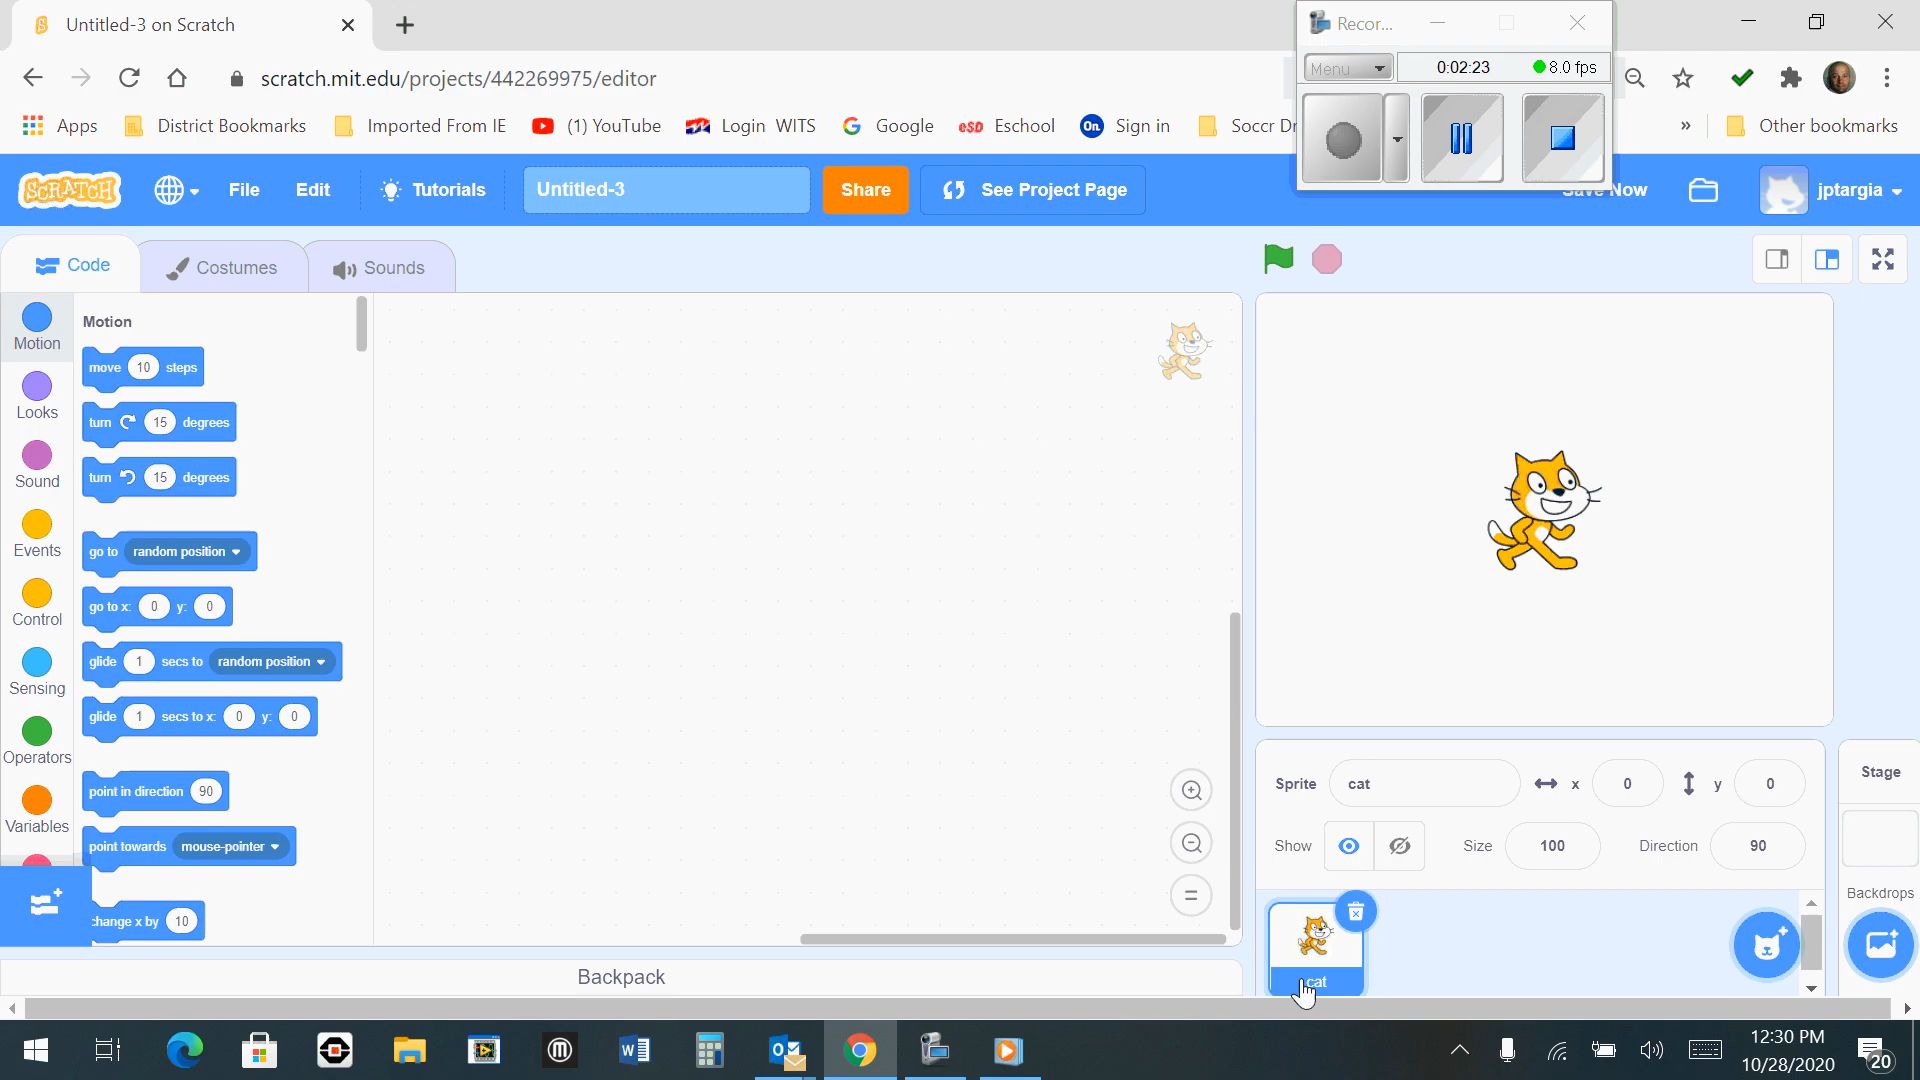 Untitled-3 on Scratch
Recor...
scratch.mit.edu/projects/442269975/editor
Menu
0:02:23
8.0 fps
Apps
District Bookmarks
Imported From IE
(1) YouTube
Login WITS
Google
esD Eschool
On Sign in
Soccr Dr
»
Other bookmarks
SCRATCH
File
Edit
Tutorials
Untitled-3
Share
See Project Page
Save Now
jptargia
Code
Costumes
Sounds
Motion
Looks
Sound
Events
Control
Sensing
Operators
Variables
Motion
move 10 steps
turn 15 degrees
turn 15 degrees
go to random position
go to x: 0 y: 0
glide 1 secs to random position
glide 1 secs to x: 0 y: 0
point in direction 90
point towards mouse-pointer
change x by 10
Backpack
Sprite
cat
x
0
y
0
Show
Size
100
Direction
90
cat
Stage
Backdrops
12:30 PM
10/28/2020
20